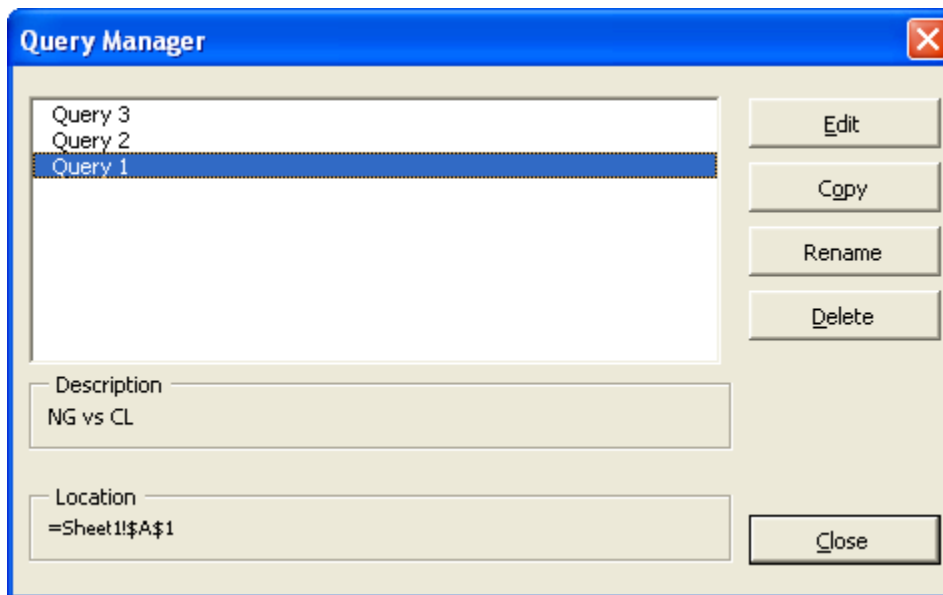 Query Manager
Query 3
Query 2
Query 1
Edit
Copy
Rename
Delete
Description
NG vs CL
Location
=Sheet1!$A$1
Close